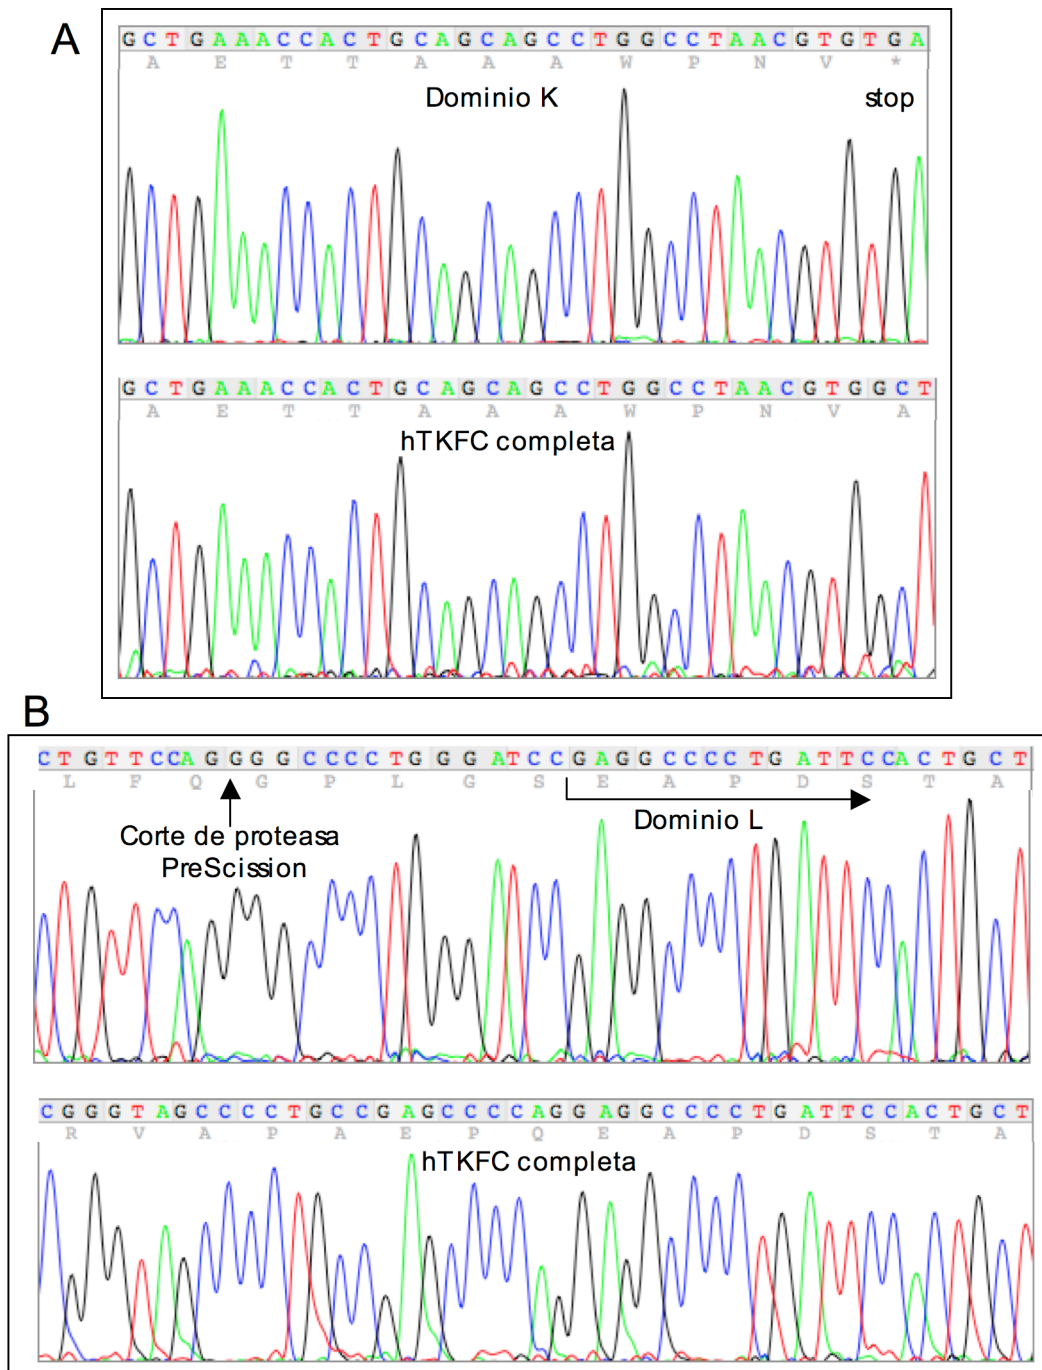 A
GCTGAAACCACTGCAGCAGCCTGGCCTAACGTGTGA
A E T T A A A W P N V *
Dominio K stop
GCTGAAACCACTGCAGCAGCCTGGCCTAACGTGGCT
A E T T A A A W P N V A
hTKFC completa
B
CTGTTCCAGGGGCCCCTGGGATCCGAGGCCCCTGATTCCACTGCT
L F Q G P L G S E A P D S T A
Corte de proteasa
PreScission
Dominio L
CGGGTAGCCCCTGCCGAGCCCCAGGAGGCCCCTGATTCCACTGCT
R V A P A E P Q E A P D S T A
hTKFC completa